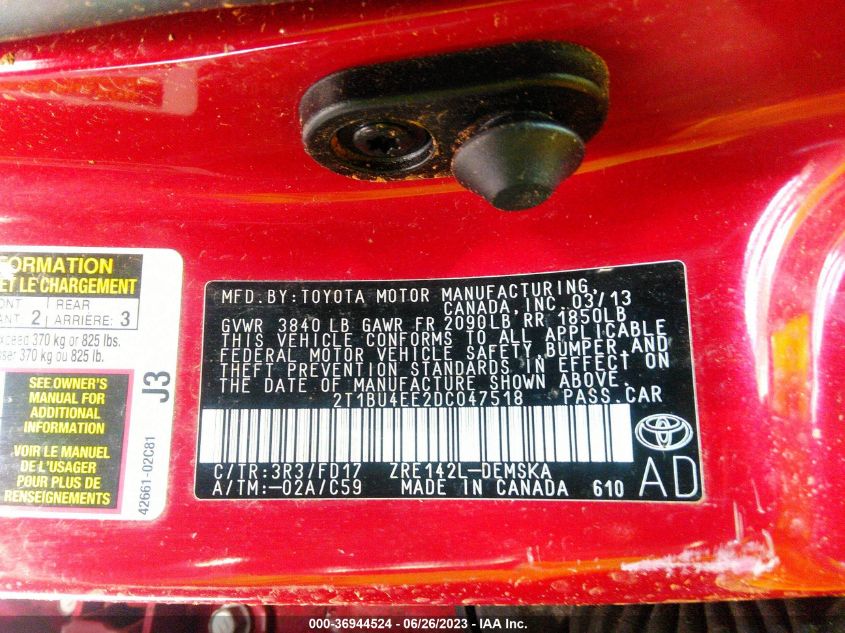 FORMATION
ET LE CHARGEMENT
REAR
2 ARRIÈRE: 3
exceed 370 kg or 825 lbs.
370 kg ou 825 lb.
SEE OWNER'S
MANUAL FOR
ADDITIONAL
INFORMATION
VOIR LE MANUEL
DE L'USAGER
POUR PLUS DE
RENSEIGNEMENTS
J3
42661-02C81
MFD.BY:TOYOTA MOTOR MANUFACTURING,
CANADA,INC.03/13
GVWR 3840LB GAWR FR 2090LB RR 1850LB
THIS VEHICLE CONFORMS TO ALL APPLICABLE
FEDERAL MOTOR VEHICLE SAFETY,BUMPER,AND
THEFT PREVENTION STANDARDS IN EFFECT ON
THE DATE OF MANUFACTURE SHOWN ABOVE.
2T1BU4EE2DC047518 PASS.CAR
C/TR:3R3/FD17 ZRE142L-DEMSKA
A/TM:-02A/C59 MADE IN CANADA 610
AD
000-36944524 - 06/26/2023 - IAA Inc.